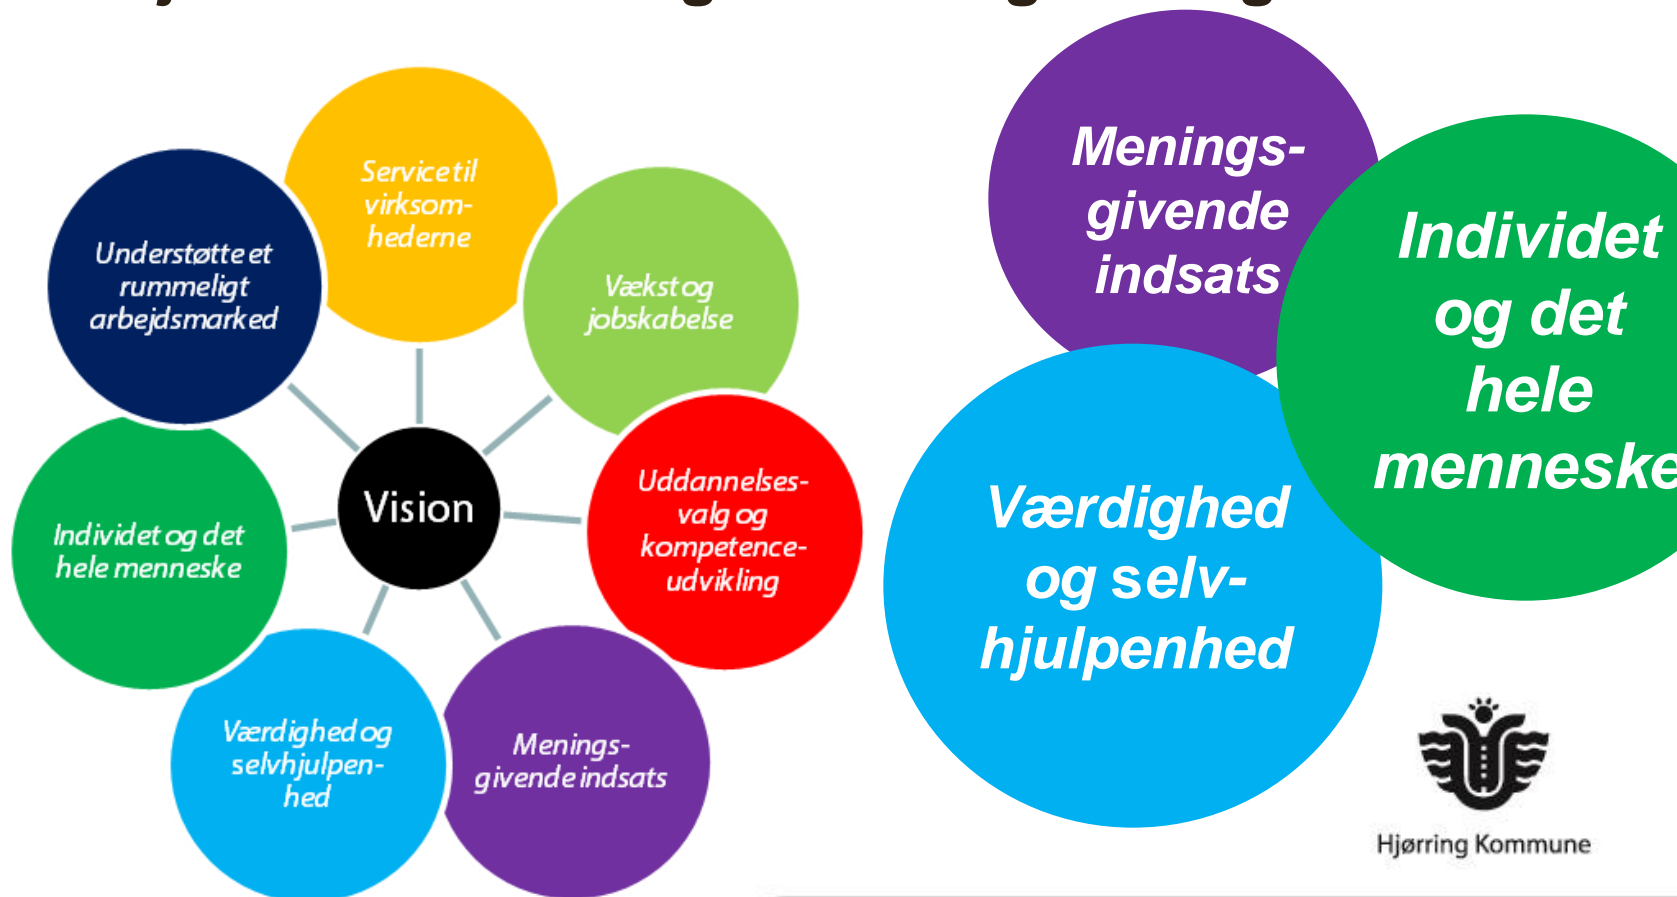 Service til
virksom-
hederne
Understøtte et
rummeligt
arbejdsmarked
Vækst og
jobskabelse
Vision
Uddannelses-
valg og
kompetence-
udvikling
Individet og det
hele menneske
Værdighed og
selvhjulpen-
hed
Menings-
givende indsats
Menings-
givende
indsats
Individet
og det
hele
menneske
Værdighed
og selv-
hjulpenhed
Hjørring Kommune